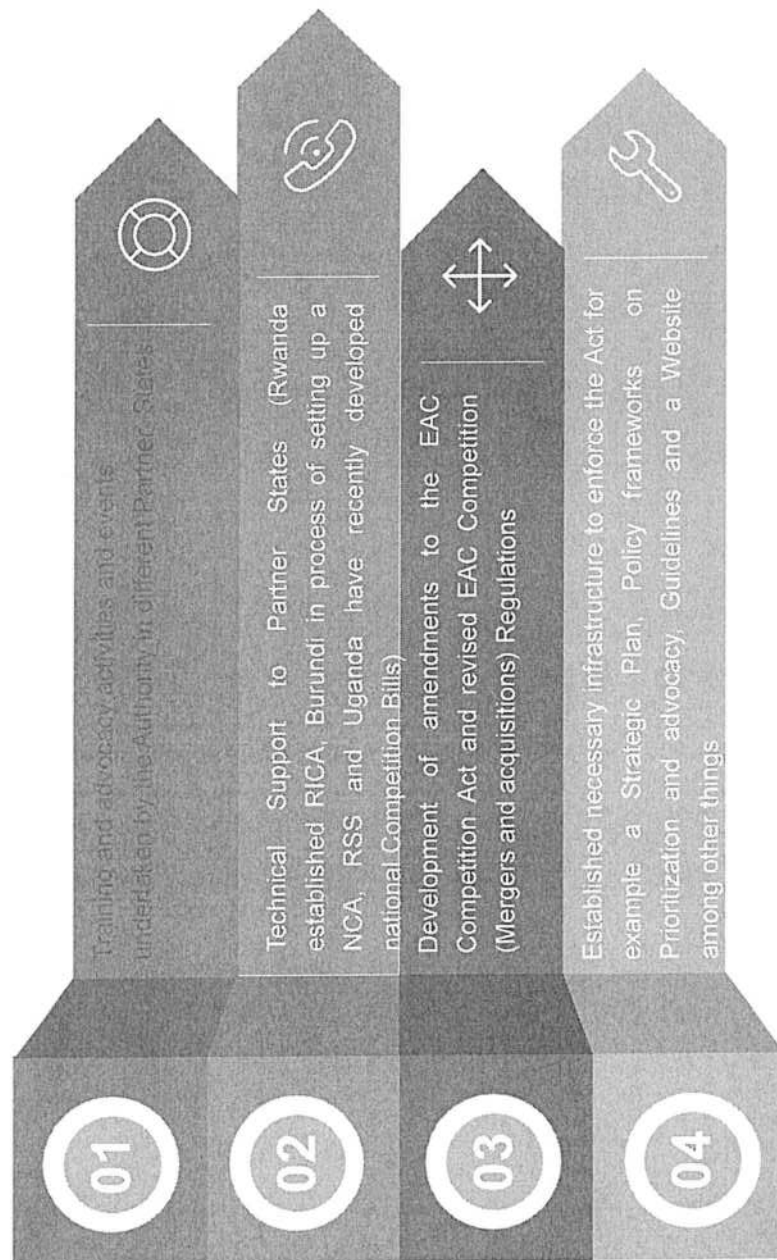 01
Training and advocacy activities and events
undertaken by the Authority in different Partner States
02
Technical Support to Partner States (Rwanda
established RICA, Burundi in process of setting up a
NCA, RSS and Uganda have recently developed
national Competition Bills)
03
Development of amendments to the EAC
Competition Act and revised EAC Competition
(Mergers and acquisitions) Regulations
04
Established necessary infrastructure to enforce the Act for
example a Strategic Plan, Policy frameworks on
Prioritization and advocacy, Guidelines and a Website
among other things